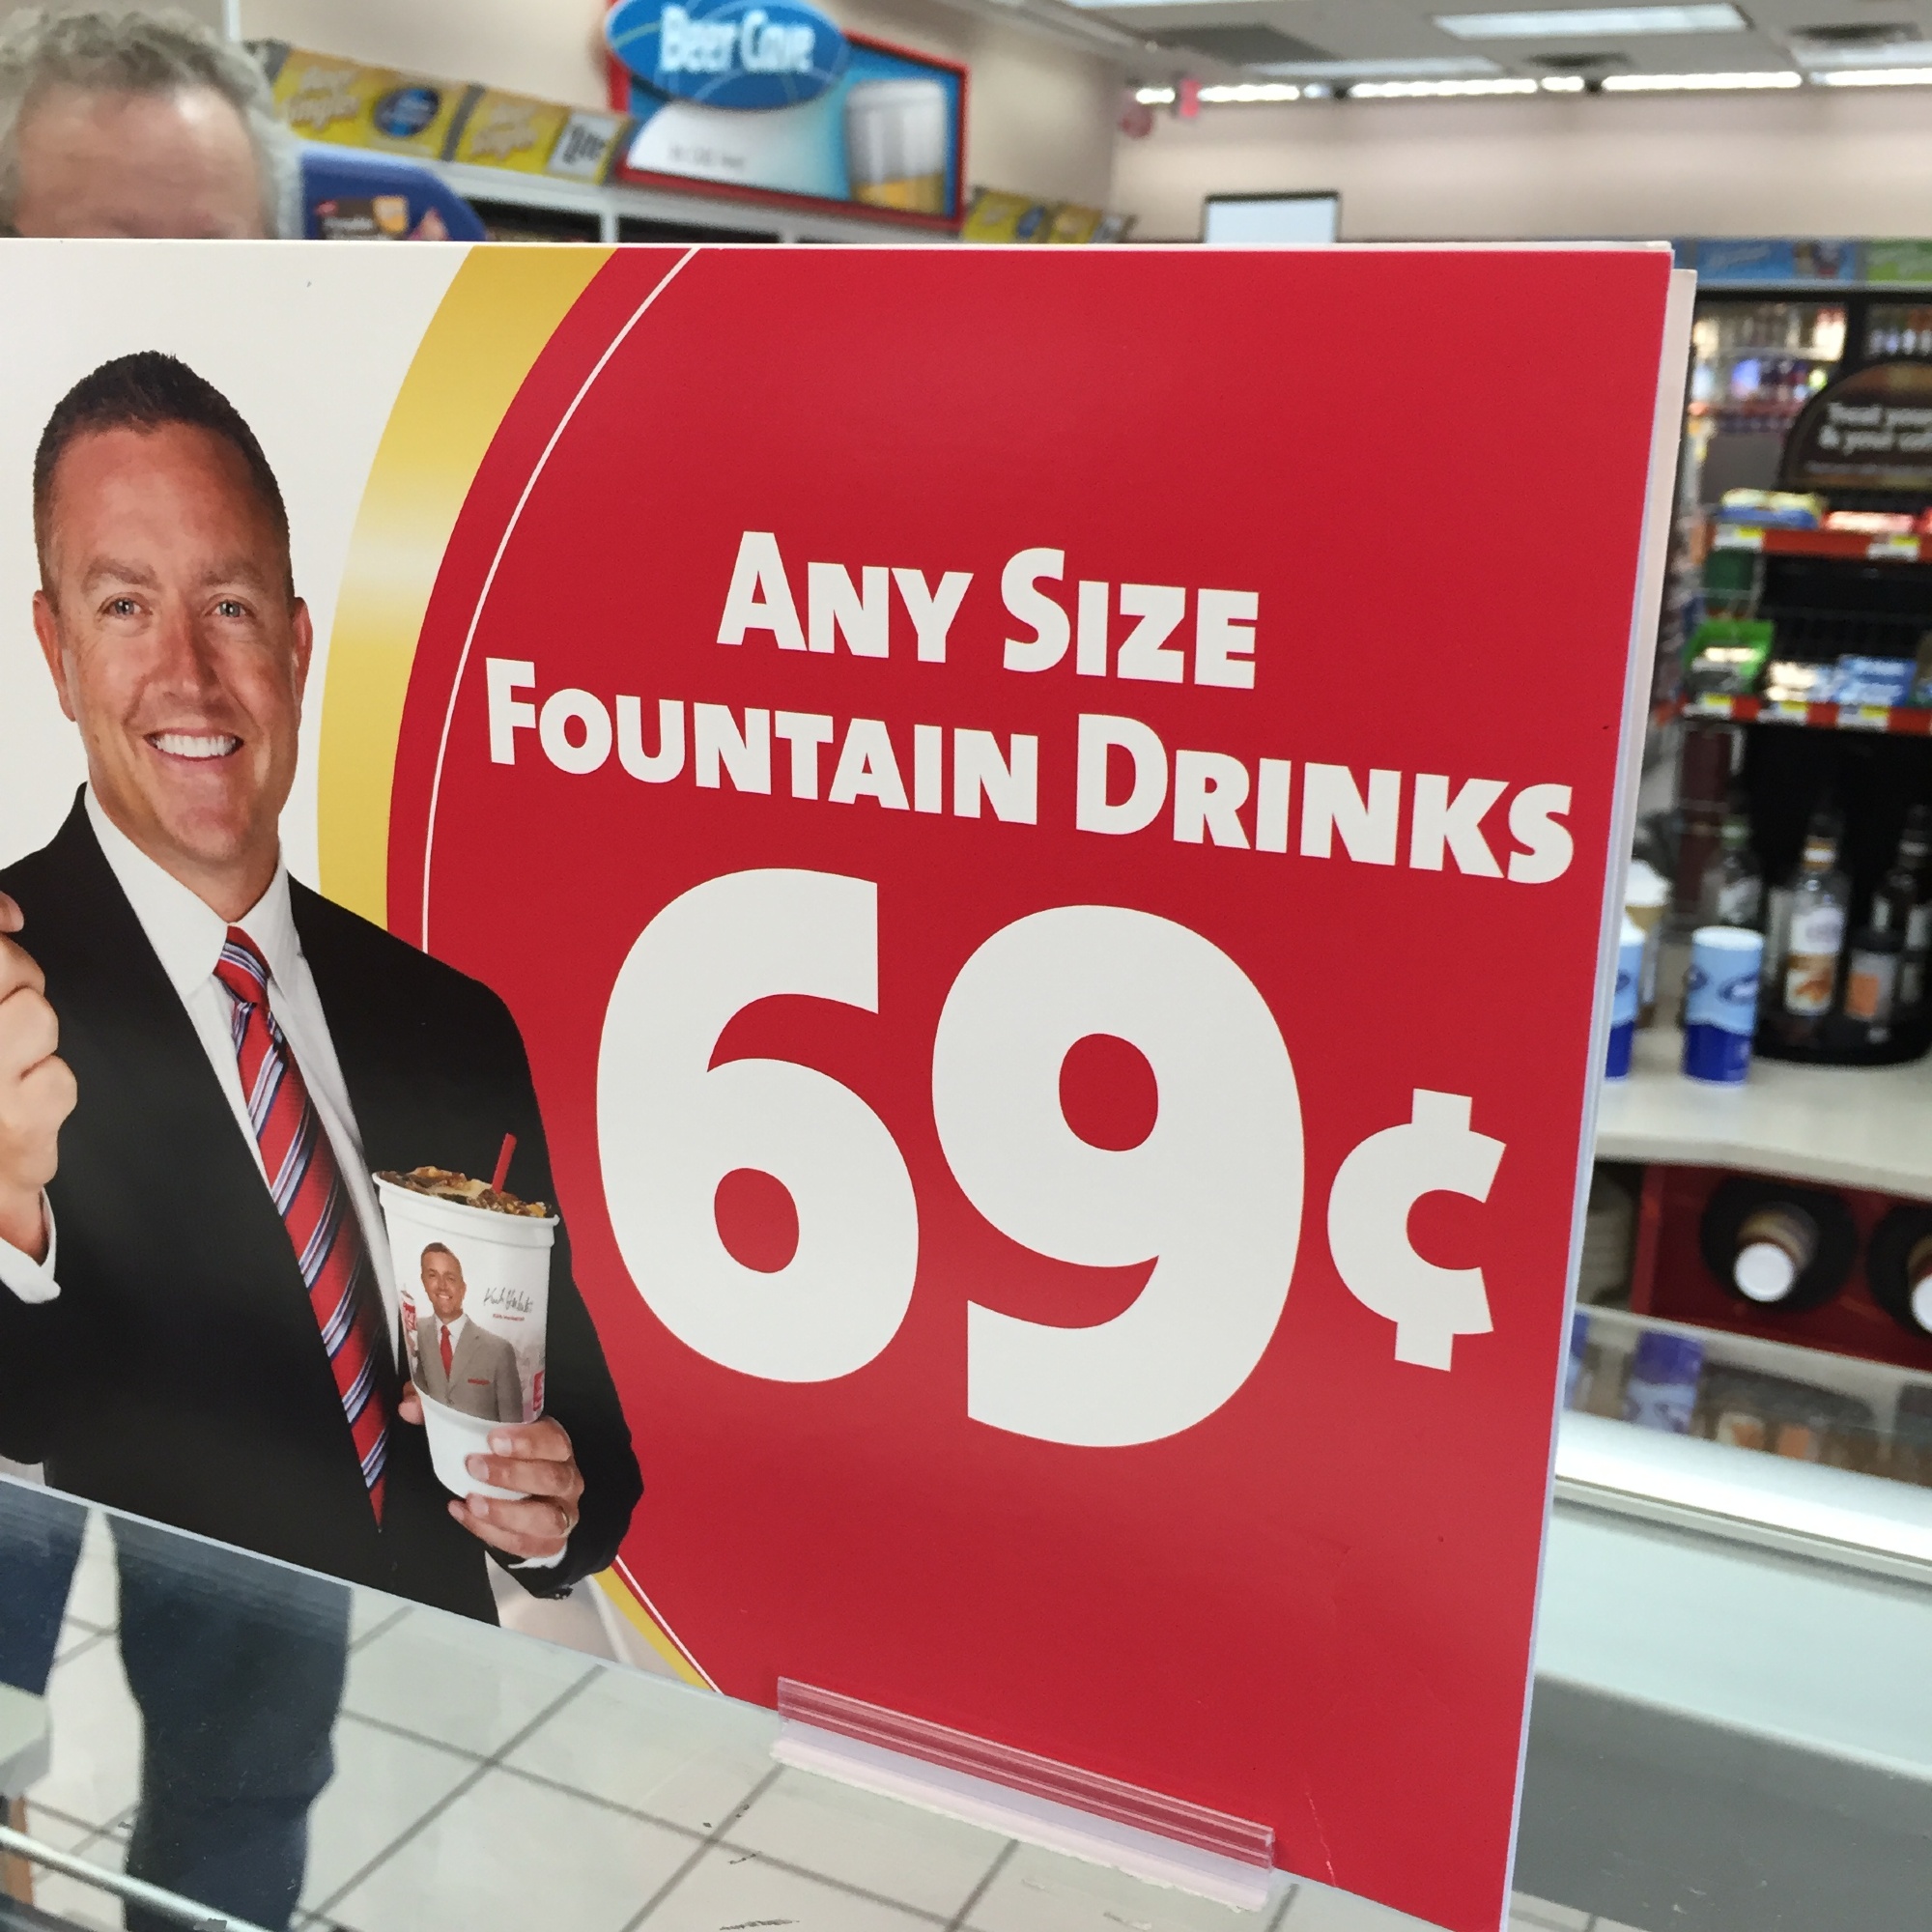 Beer Cave
ANY SIZE
FOUNTAIN DRINKS
69¢